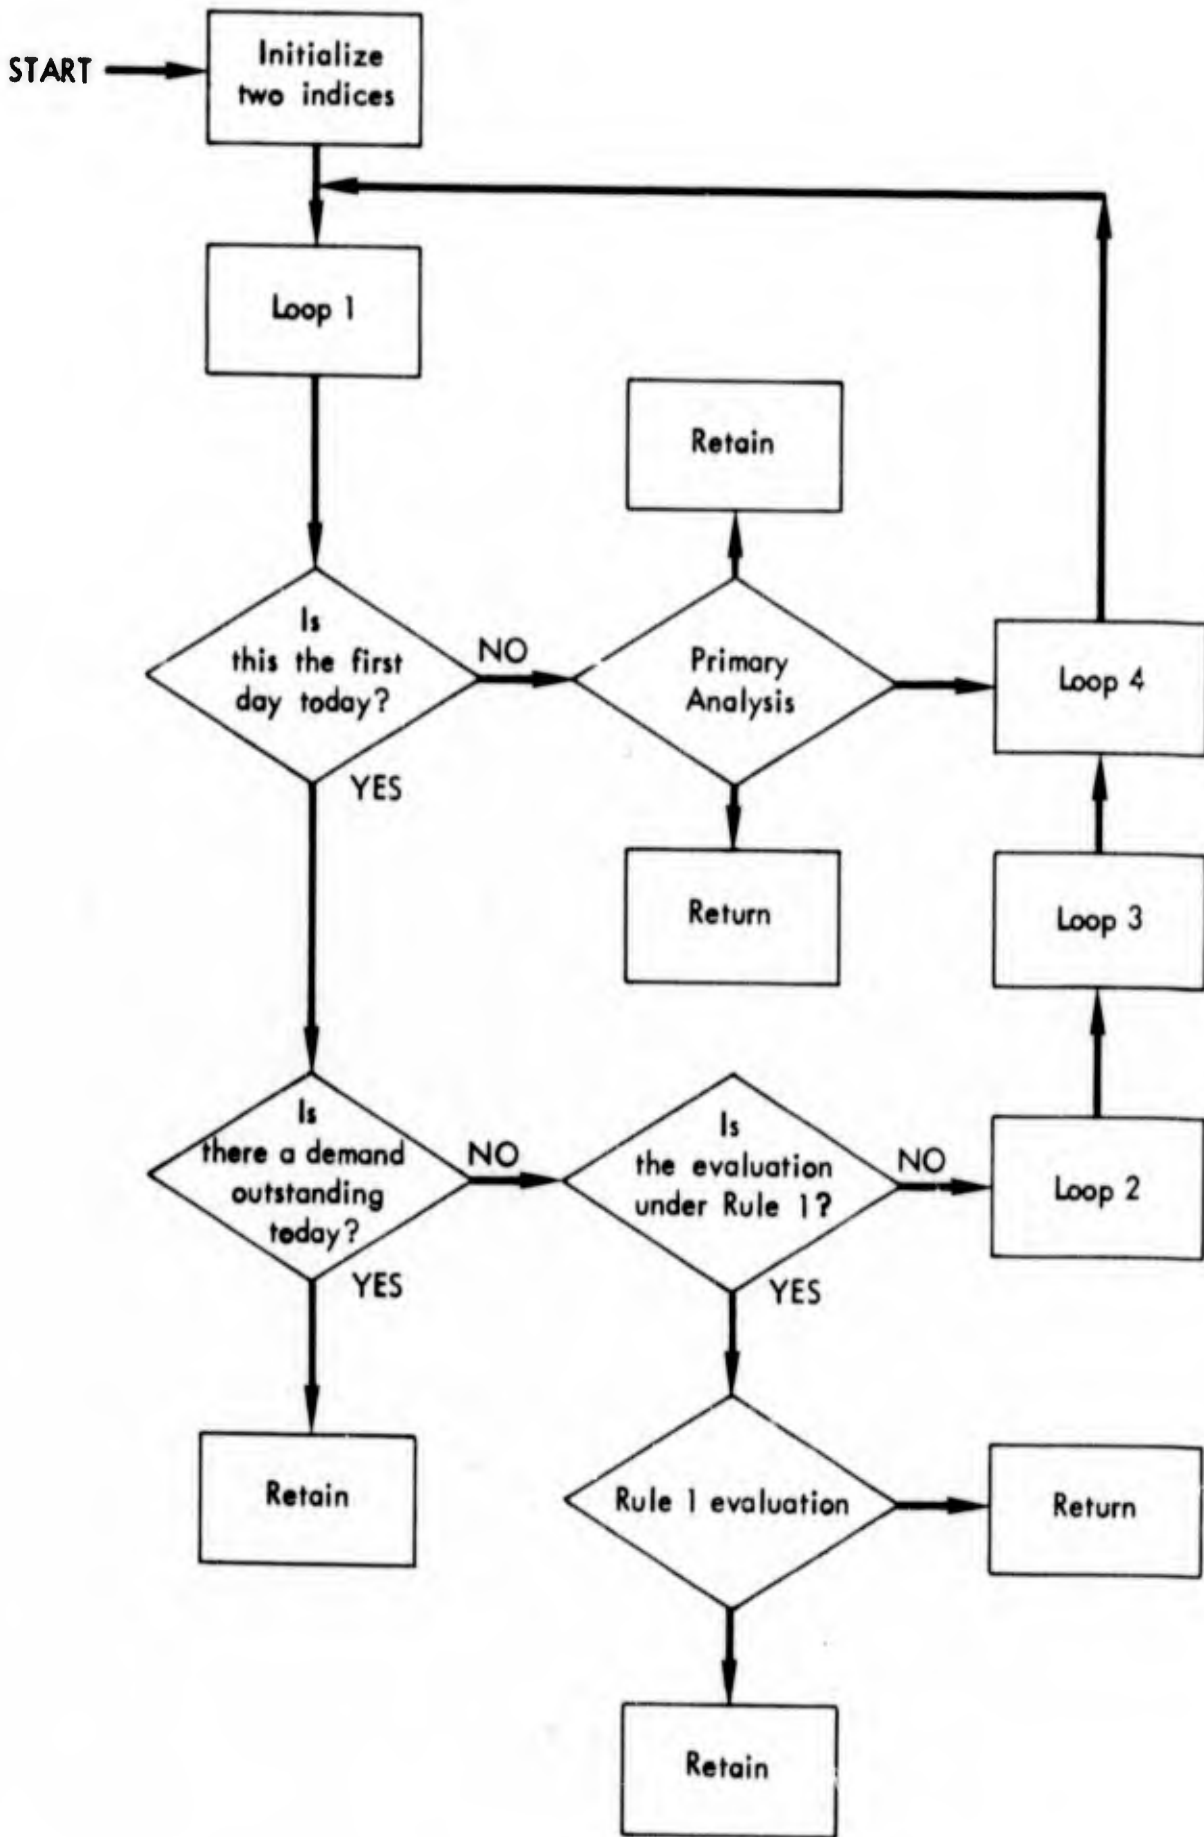 START
Initialize
two indices
Loop 1
Retain
Is
this the first
day today?
NO
Primary
Analysis
Loop 4
YES
Return
Loop 3
Is
there a demand
outstanding
today?
NO
Is
the evaluation
under Rule 1?
NO
Loop 2
YES
YES
Retain
Rule 1 evaluation
Return
Retain